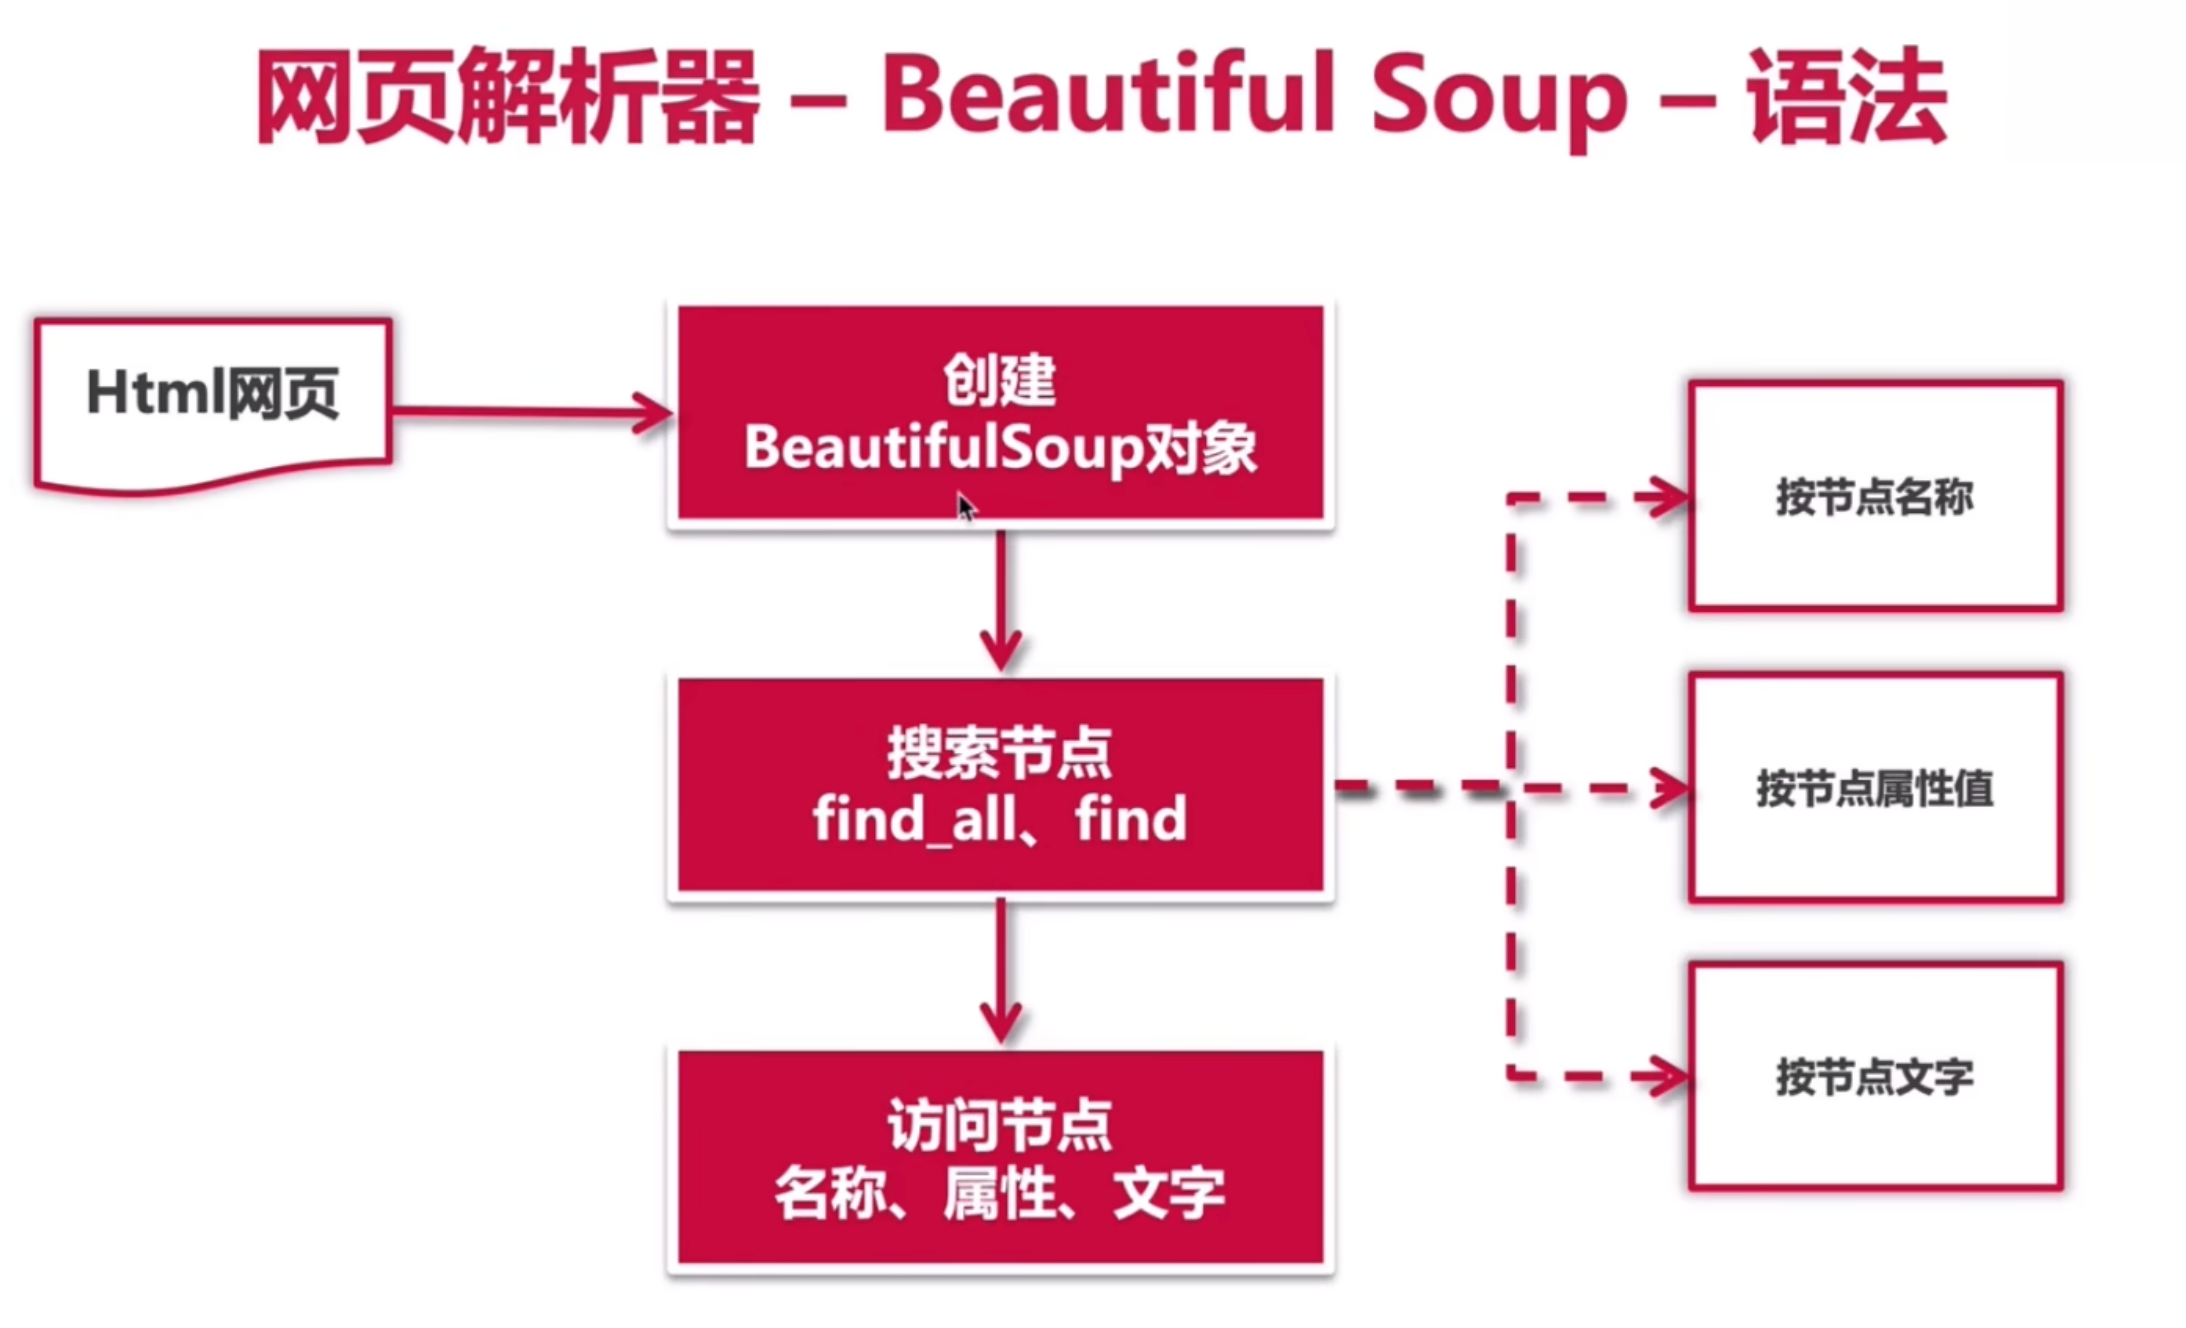 网页解析器 – Beautiful Soup – 语法
Html网页
创建
BeautifulSoup对象
搜索节点
find_all、find
访问节点
名称、属性、文字
按节点名称
按节点属性值
按节点文字